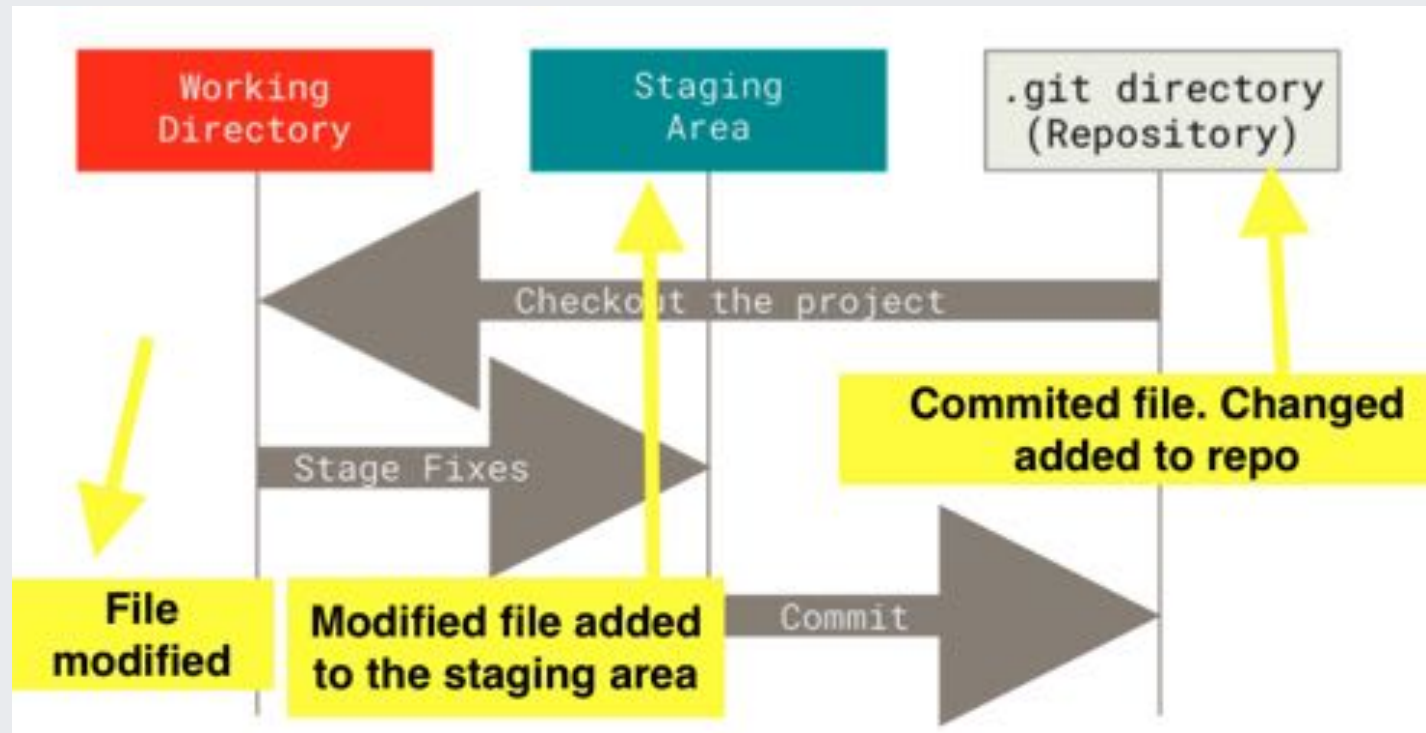 Working
Directory
Staging
Area
.git directory
(Repository)
Checkout the project
Stage Fixes
Commited file. Changed
added to repo
File
modified
Modified file added
to the staging area
Commit